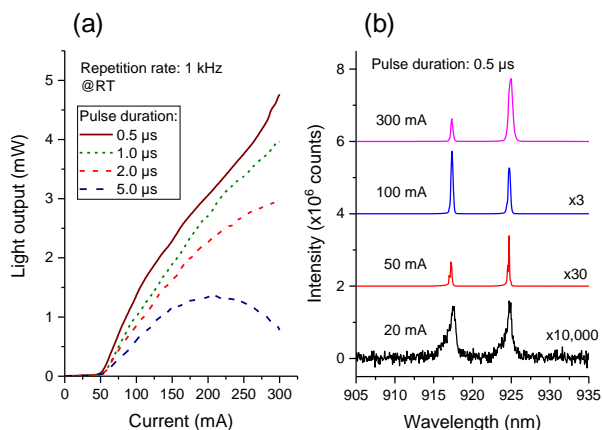 (a)
Repetition rate: 1 kHz
@RT
Pulse duration:
0.5 µs
1.0 µs
2.0 µs
5.0 µs
5
4
3
2
1
0
Light output (mW)
0 50 100 150 200 250 300
Current (mA)
(b)
Pulse duration: 0.5 µs
300 mA
100 mA
x3
50 mA
x30
20 mA
x10,000
8
6
4
2
0
Intensity (x10⁶ counts)
905 910 915 920 925 930 935
Wavelength (nm)